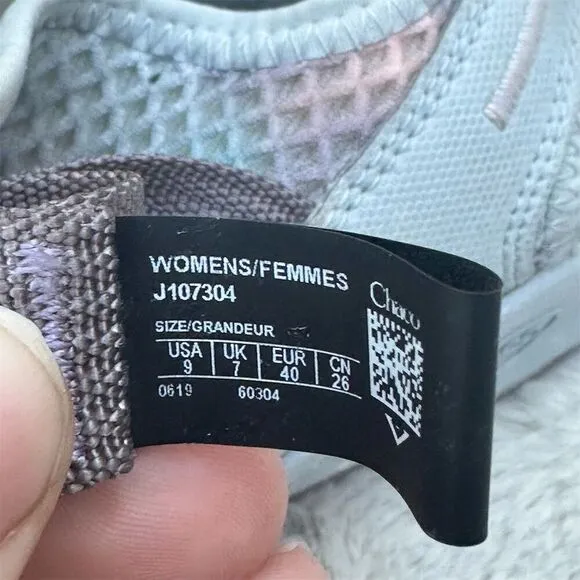 WOMENS/FEMMES
J107304
Chaco
SIZE/GRANDEUR
USA UK EUR CN
9 7 40 26
0619 60304